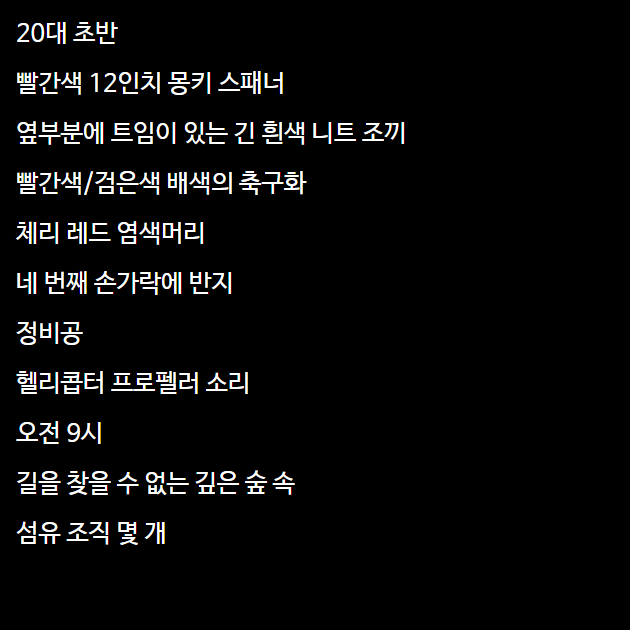 20대 초반
빨간색 12인치 몽키 스패너
옆부분에 트임이 있는 긴 흰색 니트 조끼
빨간색/검은색 배색의 축구화
체리 레드 염색머리
네 번째 손가락에 반지
정비공
헬리콥터 프로펠러 소리
오전 9시
길을 찾을 수 없는 깊은 숲 속
섬유 조직 몇 개